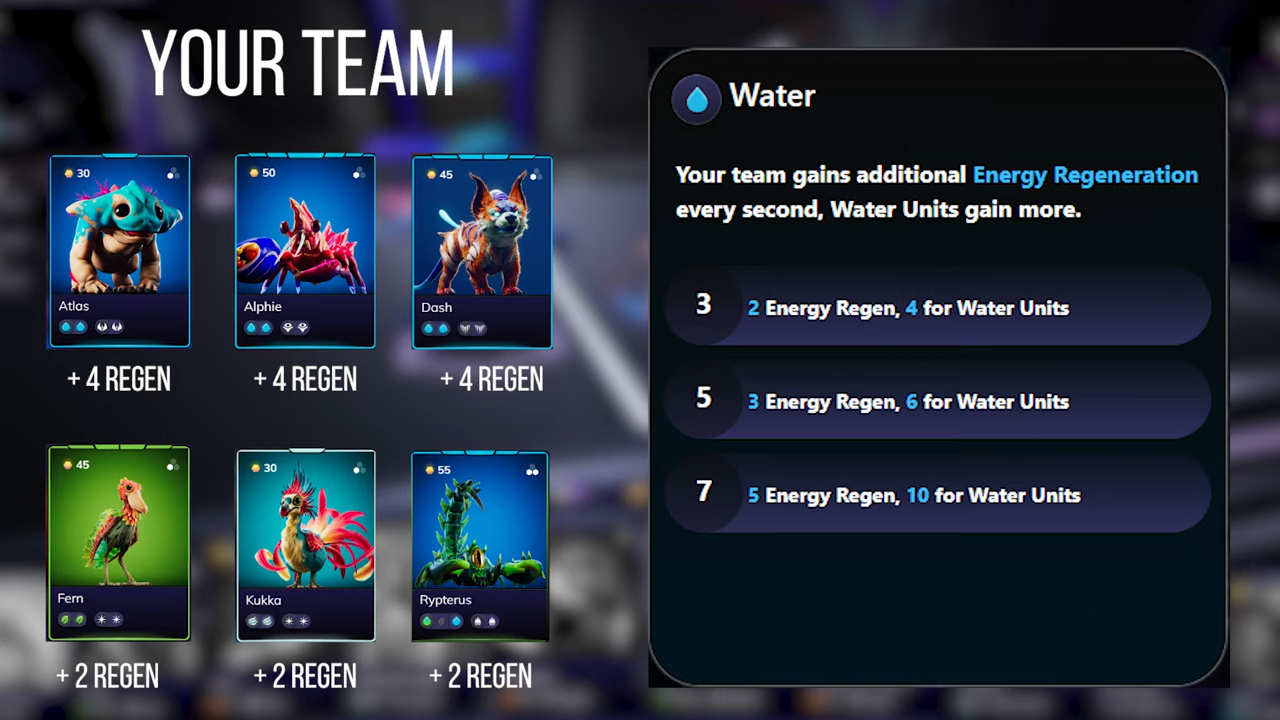 YOUR TEAM
30
50
45
Atlas
Alphie
Dash
+ 4 REGEN
+ 4 REGEN
+ 4 REGEN
45
30
55
Fern
Kukka
Rypterus
+ 2 REGEN
+ 2 REGEN
+ 2 REGEN
Water
Your team gains additional Energy Regeneration
every second, Water Units gain more.
3 2 Energy Regen, 4 for Water Units
5 3 Energy Regen, 6 for Water Units
7 5 Energy Regen, 10 for Water Units